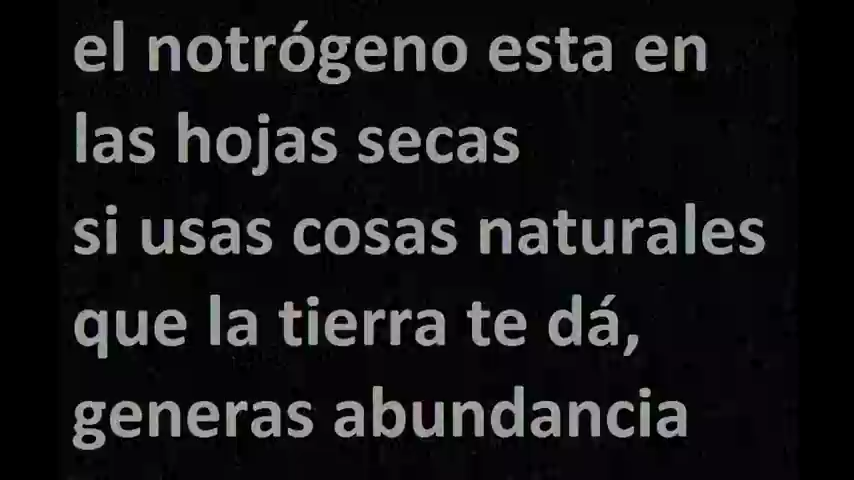 el notrógeno esta en
las hojas secas
si usas cosas naturales
que la tierra te dá,
generas abundancia